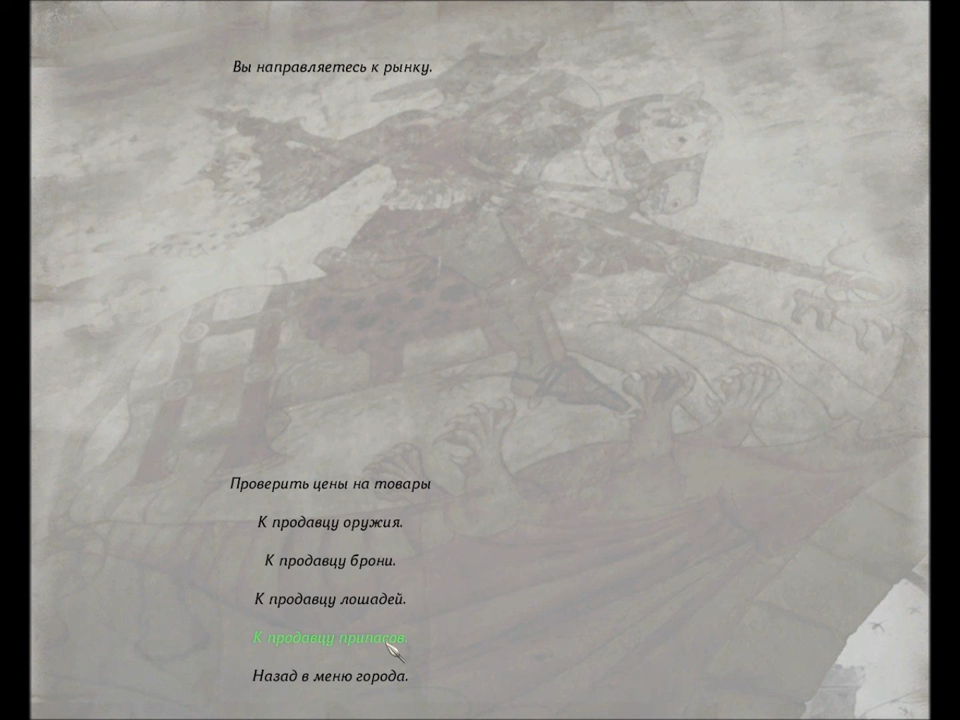 Вы направляетесь к рынку.
Проверить цены на товары
К продавцу оружия.
К продавцу брони.
К продавцу лошадей.
К продавцу припасов.
Назад в меню города.